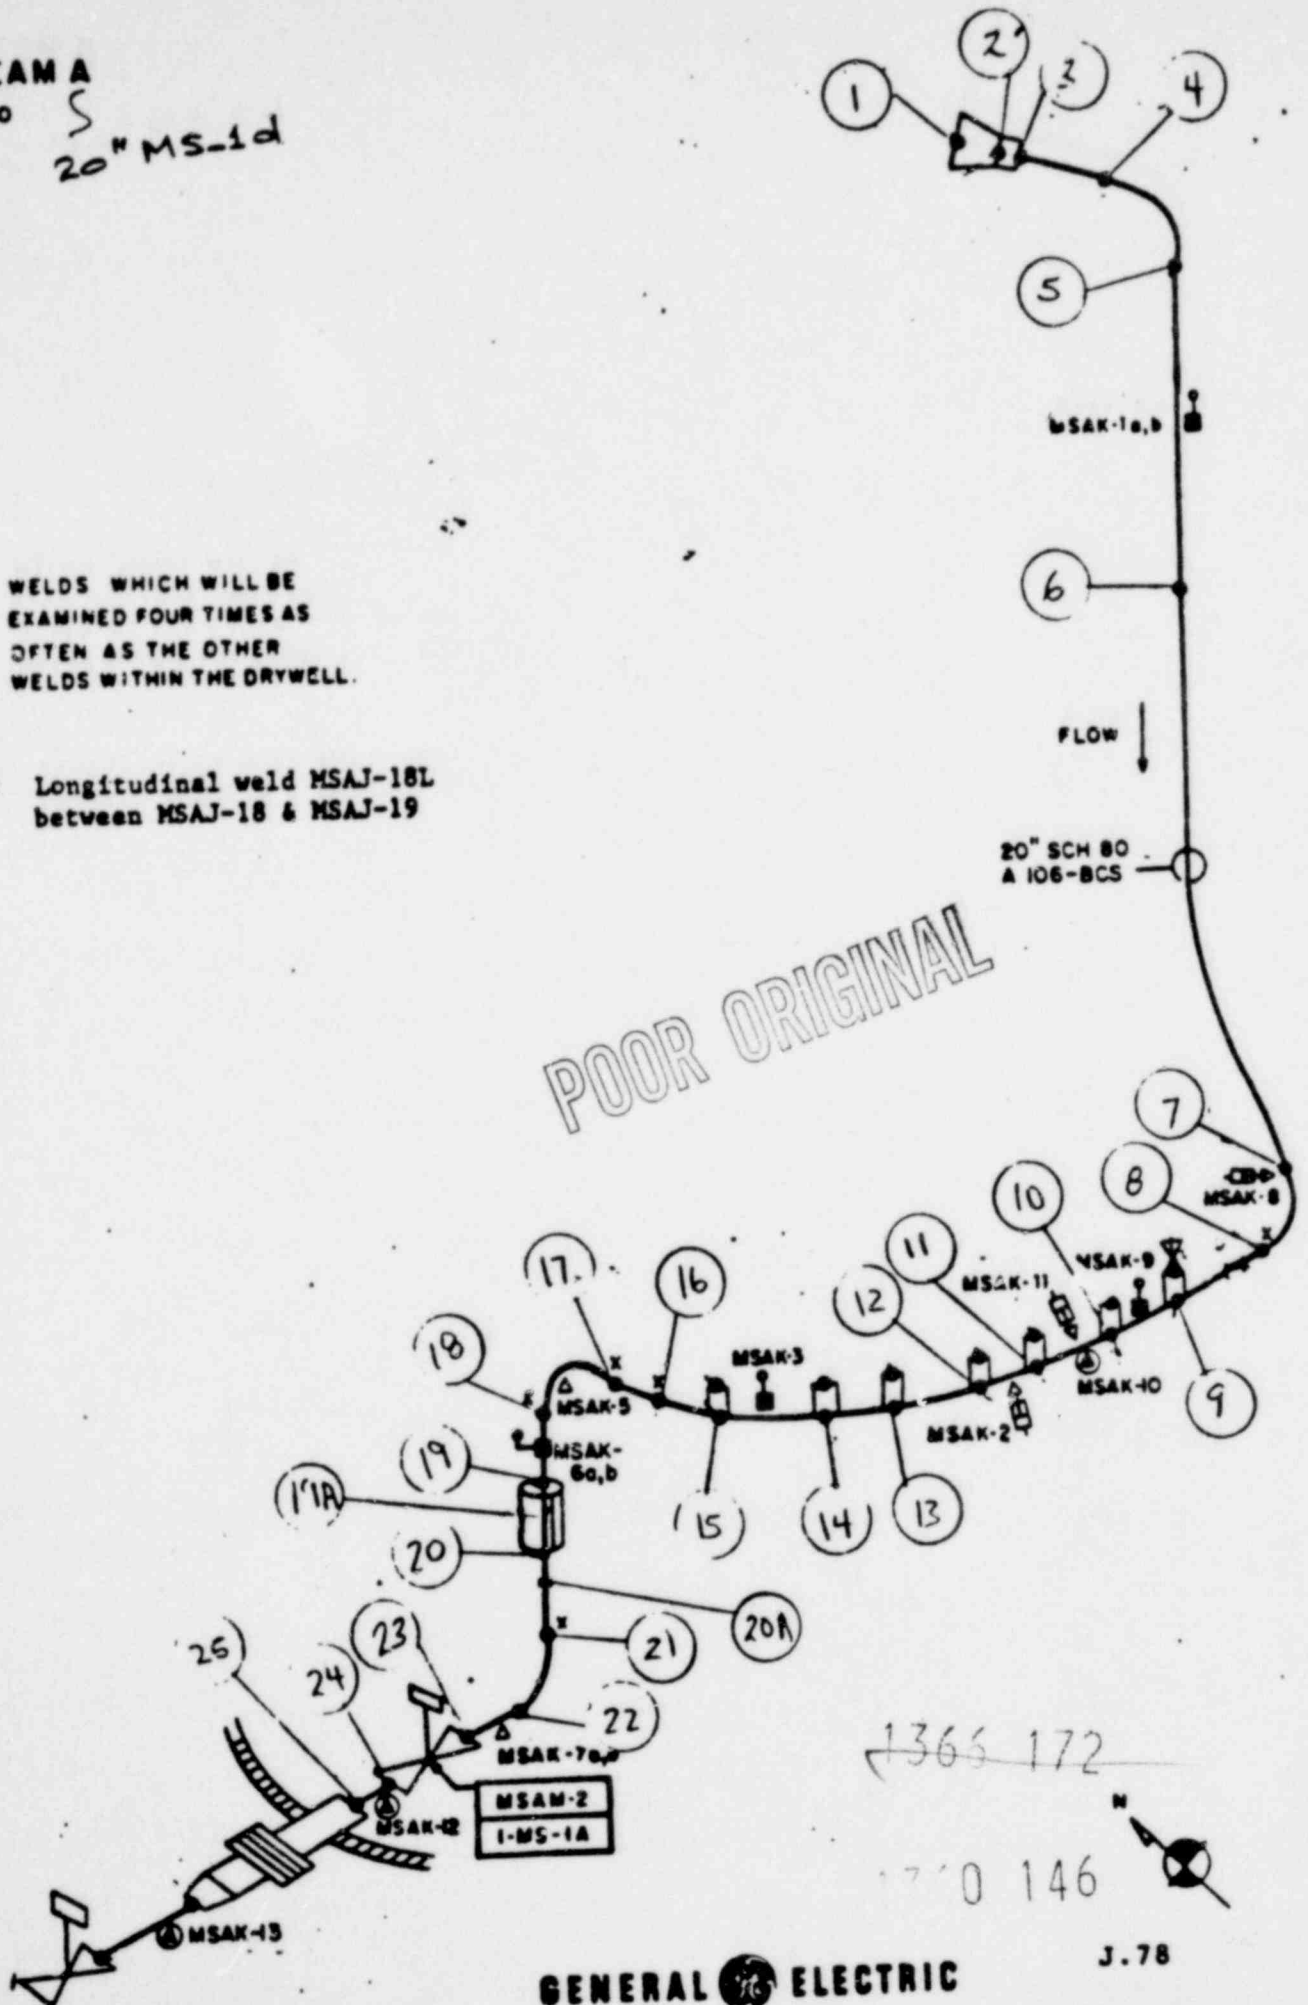 EAM A
20" MS-1d
1
2
3
4
5
MSAK-1a,b
6
WELDS WHICH WILL BE
EXAMINED FOUR TIMES AS
OFTEN AS THE OTHER
WELDS WITHIN THE DRYWELL.
FLOW
Longitudinal weld MSAJ-18L
between MSAJ-18 & MSAJ-19
20" SCH 80
A 106-BCS
POOR ORIGINAL
7
8
MSAK-8
10
MSAK-9
11
MSAK-11
12
17
16
MSAK-3
18
MSAK-5
MSAK-10
9
MSAK-2
MSAK-
6a,b
19
15
14
13
20
20A
21
23
25
24
22
MSAK-7a,
MSAM-2
1-MS-1A
MSAK-12
1366 172
N
0 146
MSAK-13
GENERAL GE ELECTRIC
J.78